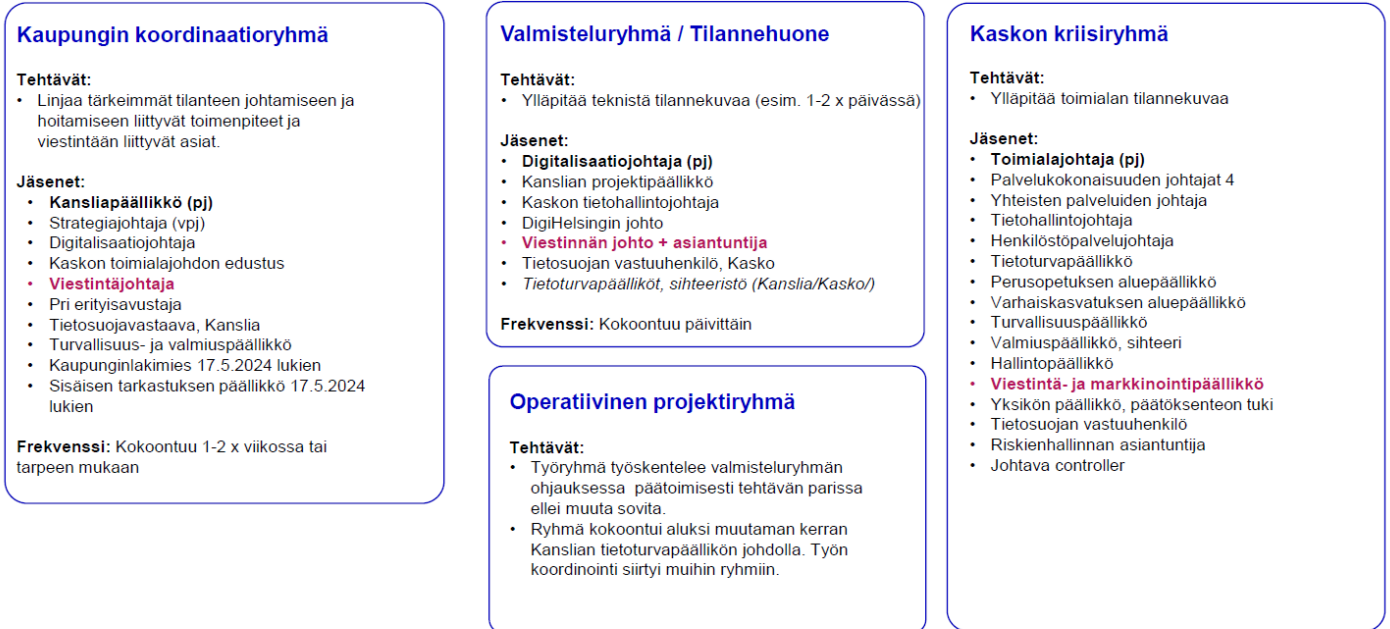 Kaupungin koordinaatioryhmä
Tehtävät:
• Linjaa tärkeimmät tilanteen johtamiseen ja
hoitamiseen liittyvät toimenpiteet ja
viestintään liittyvät asiat.
Jäsenet:
• Kansliapäällikkö (pj)
• Strategiajohtaja (vpj)
• Digitalisaatiojohtaja
• Kaskon toimialajohdon edustus
• Viestintäjohtaja
• Pri erityisavustaja
• Tietosuojavastaava, Kanslia
• Turvallisuus- ja valmiuspäällikkö
• Kaupunginlakimies 17.5.2024 lukien
• Sisäisen tarkastuksen päällikkö 17.5.2024
lukien
Frekvenssi: Kokoontuu 1-2 x viikossa tai
tarpeen mukaan
Valmisteluryhmä / Tilannehuone
Tehtävät:
• Ylläpitää teknistä tilannekuvaa (esim. 1-2 x päivässä)
Jäsenet:
• Digitalisaatiojohtaja (pj)
• Kanslian projektipäällikkö
• Kaskon tietohallintojohtaja
• DigiHelsingin johto
• Viestinnän johto + asiantuntija
• Tietosuojan vastuuhenkilö, Kasko
• Tietoturvapäälliköt, sihteeristö (Kanslia/Kasko/)
Frekvenssi: Kokoontuu päivittäin
Operatiivinen projektiryhmä
Tehtävät:
• Työryhmä työskentelee valmisteluryhmän
ohjauksessa päätoimisesti tehtävän parissa
ellei muuta sovita.
• Ryhmä kokoontui aluksi muutaman kerran
Kanslian tietoturvapäällikön johdolla. Työn
koordinointi siirtyi muihin ryhmiin.
Kaskon kriisiryhmä
Tehtävät:
• Ylläpitää toimialan tilannekuvaa
Jäsenet:
• Toimialajohtaja (pj)
• Palvelukokonaisuuden johtajat 4
• Yhteisten palveluiden johtaja
• Tietohallintojohtaja
• Henkilöstöpalvelujohtaja
• Tietoturvapäällikkö
• Perusopetuksen aluepäällikkö
• Varhaiskasvatuksen aluepäällikkö
• Turvallisuuspäällikkö
• Valmiuspäällikkö, sihteeri
• Hallintopäällikkö
• Viestintä- ja markkinointipäällikkö
• Yksikön päällikkö, päätöksenteon tuki
• Tietosuojan vastuuhenkilö
• Riskienhallinnan asiantuntija
• Johtava controller